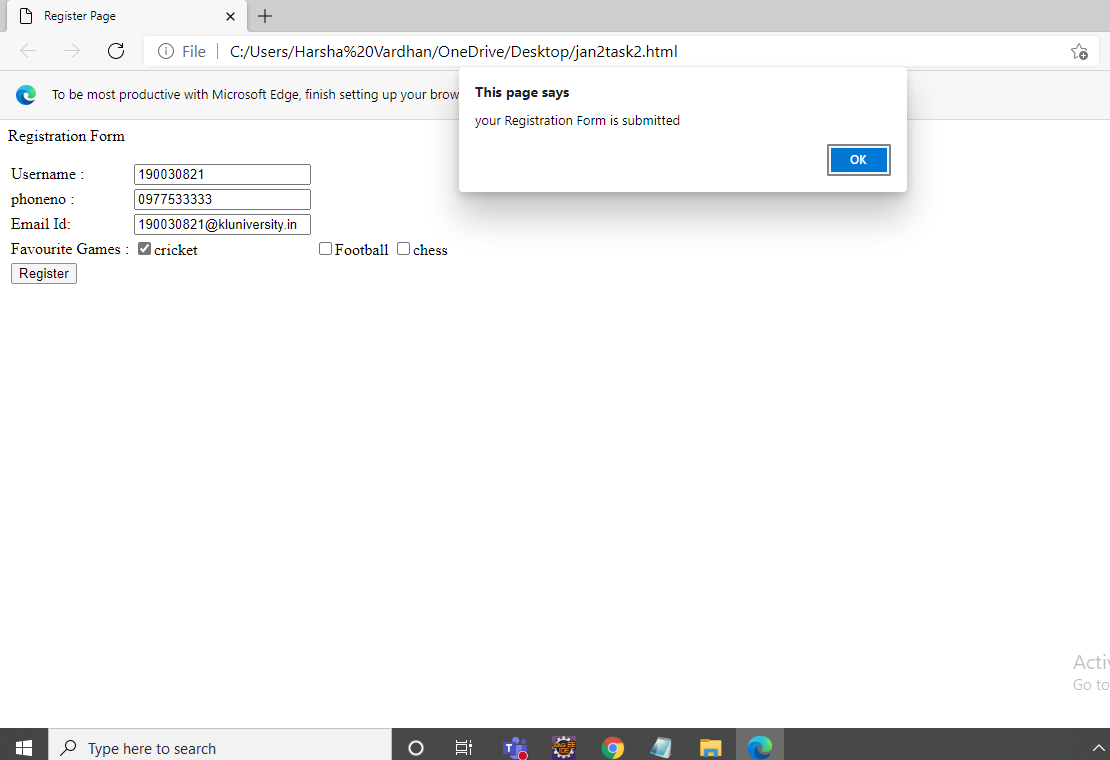 Register Page
File C:/Users/Harsha%20Vardhan/OneDrive/Desktop/jan2task2.html
To be most productive with Microsoft Edge, finish setting up your brow
This page says
your Registration Form is submitted
OK
Registration Form
Username : 190030821
phoneno : 0977533333
Email Id: 190030821@kluniversity.in
Favourite Games : cricket Football chess
Register
Activ
Go to
Type here to search